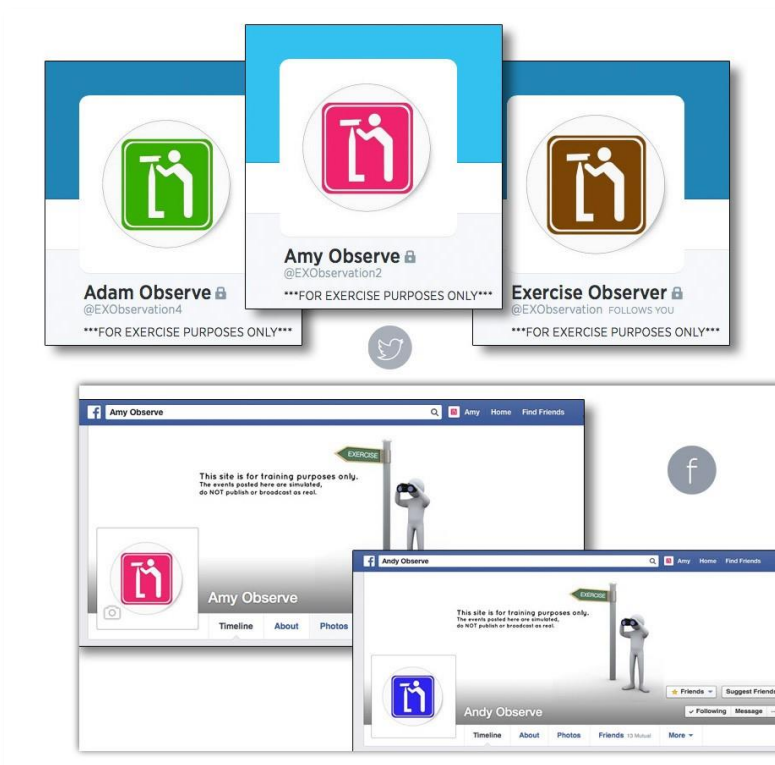 Adam Observe
@EXObservation4
***FOR EXERCISE PURPOSES ONLY***
Amy Observe
@EXObservation2
***FOR EXERCISE PURPOSES ONLY***
Exercise Observer
@EXObservation FOLLOWS YOU
***FOR EXERCISE PURPOSES ONLY***
f
f Amy Observe Amy Home Find Friends
EXERCISE
This site is for training purposes only.
The events posted here are simulated,
do NOT publish or broadcast as real.
Amy Observe
Timeline About Photos
f Andy Observe Amy Home Find Friends
EXERCISE
This site is for training purposes only.
The events posted here are simulated,
do NOT publish or broadcast as real.
Friends Suggest Friends
Andy Observe
Following Message
Timeline About Photos Friends 13 Mutual More